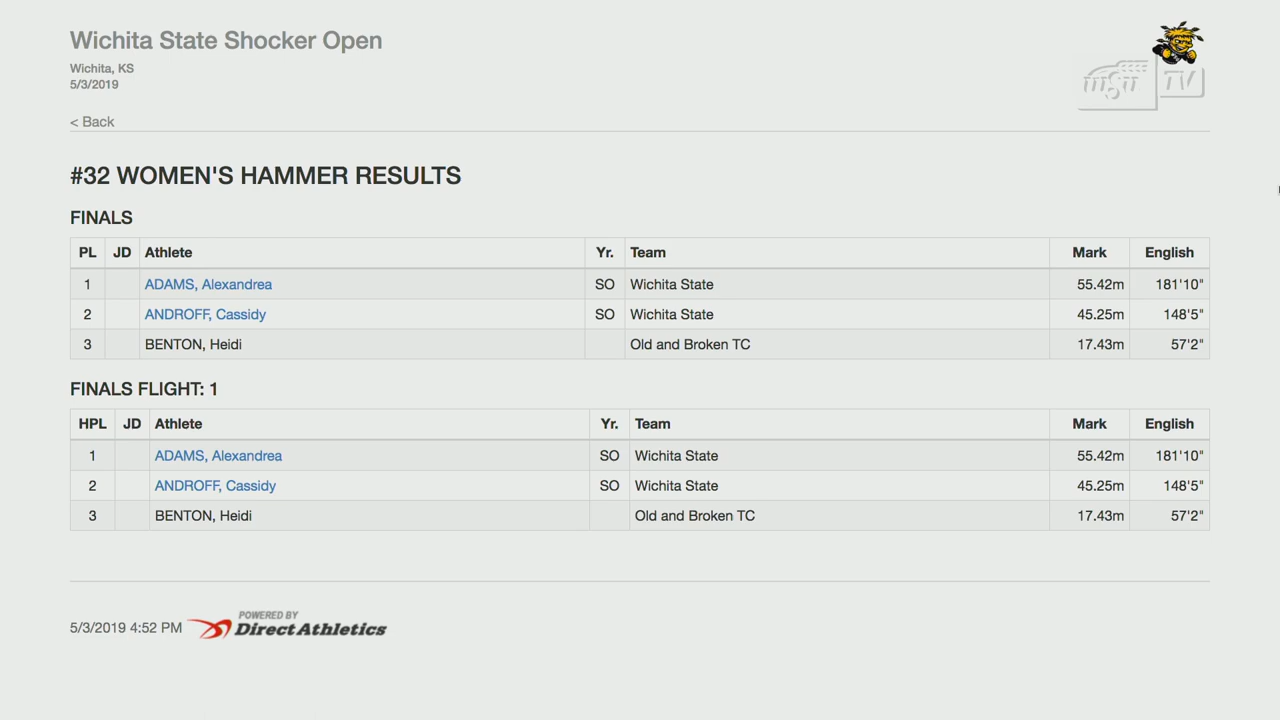 Wichita State Shocker Open
Wichita, KS
5/3/2019
TV
< Back
#32 WOMEN'S HAMMER RESULTS
FINALS
PL JD Athlete Yr. Team Mark English
1 ADAMS, Alexandrea SO Wichita State 55.42m 181'10"
2 ANDROFF, Cassidy SO Wichita State 45.25m 148'5"
3 BENTON, Heidi Old and Broken TC 17.43m 57'2"
FINALS FLIGHT: 1
HPL JD Athlete Yr. Team Mark English
1 ADAMS, Alexandrea SO Wichita State 55.42m 181'10"
2 ANDROFF, Cassidy SO Wichita State 45.25m 148'5"
3 BENTON, Heidi Old and Broken TC 17.43m 57'2"
5/3/2019 4:52 PM POWERED BY
DirectAthletics